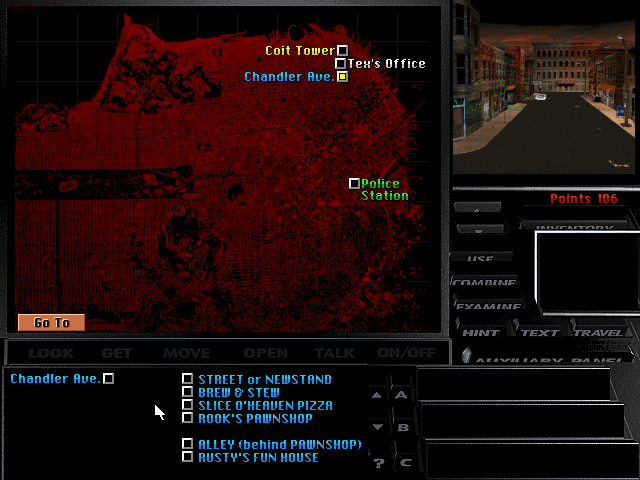 Coit Tower
Tex's Office
Chandler Ave.
Police
Station
Points 106
INVENTORY
USE
COMBINE
EXAMINE
HINT TEXT TRAVEL
AUXILIARY PANEL
Go To
LOOK GET MOVE OPEN TALK ON/OFF
Chandler Ave.
STREET or NEWSTAND
BREW & STEW
SLICE O'HEAVEN PIZZA
ROOK'S PAWNSHOP
ALLEY (behind PAWNSHOP)
RUSTY'S FUN HOUSE
A
B
? C